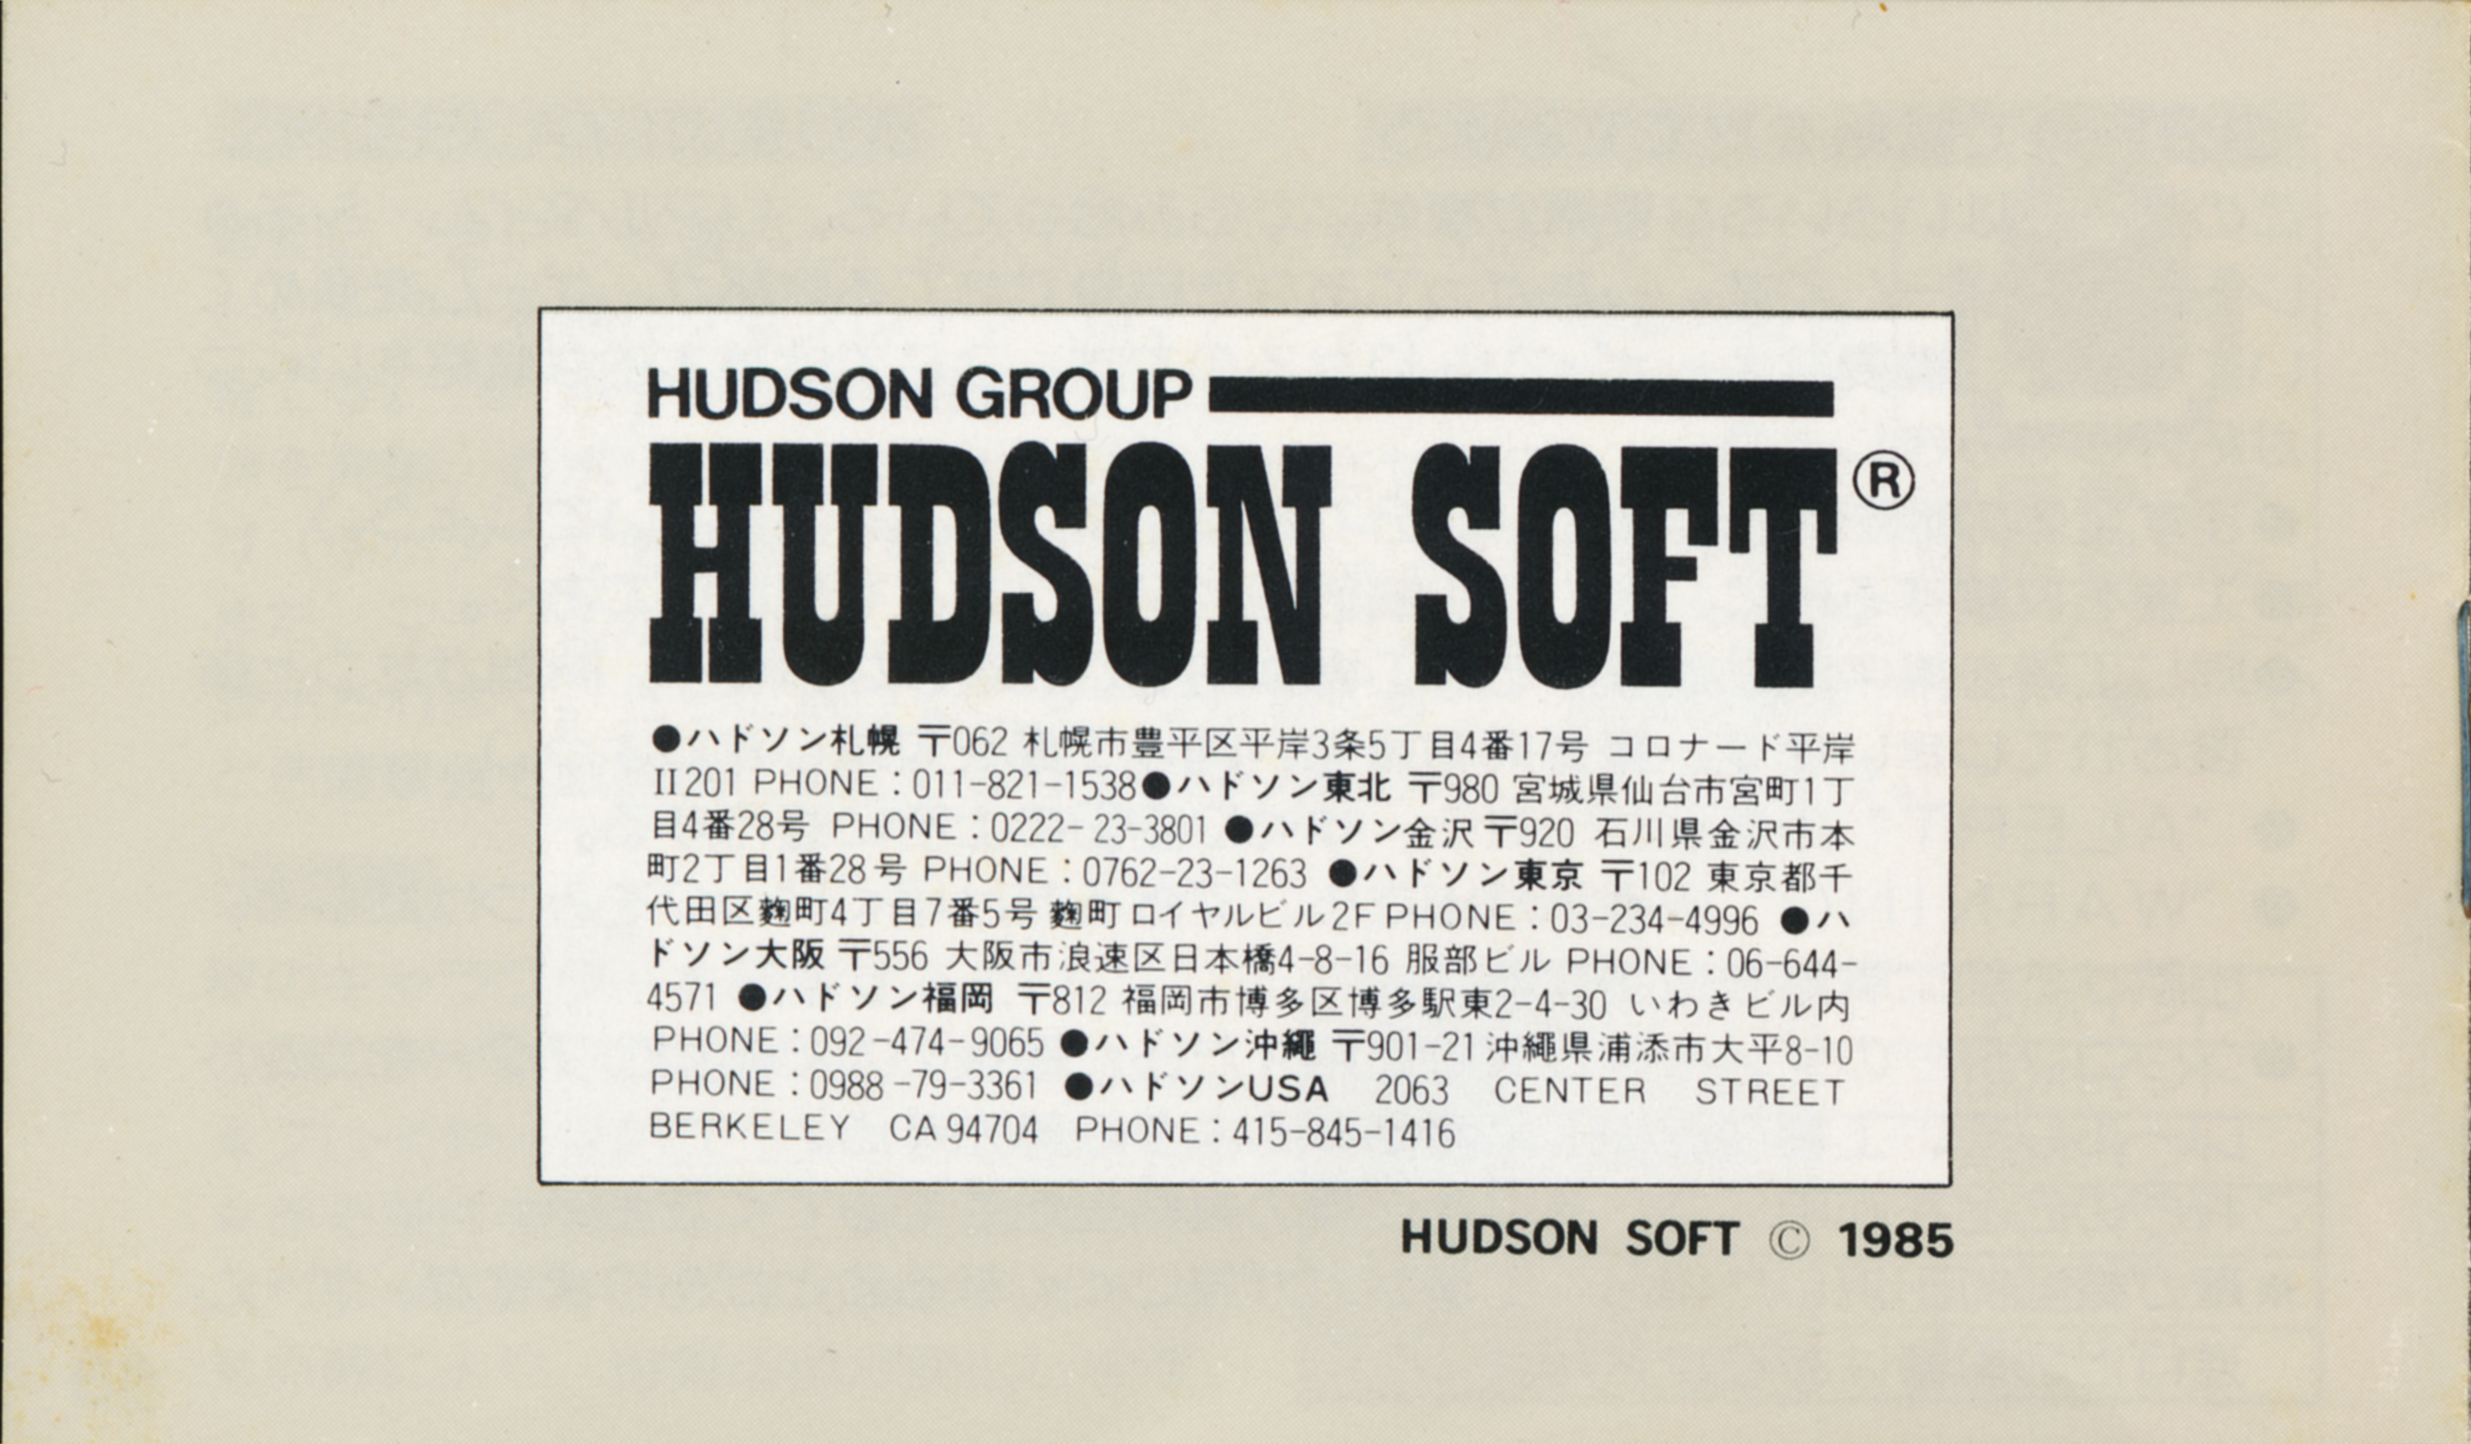 HUDSON GROUP
HUDSON SOFT®
●ハドソン札幌 〒062 札幌市豊平区平岸3条5丁目4番17号 コロナード平岸
II201 PHONE:011-821-1538●ハドソン東北 〒980 宮城県仙台市宮町1丁
目4番28号 PHONE:0222-23-3801 ●ハドソン金沢〒920 石川県金沢市本
町2丁目1番28号 PHONE:0762-23-1263 ●ハドソン東京 〒102 東京都千
代田区麹町4丁目7番5号 麹町ロイヤルビル2F PHONE:03-234-4996 ●ハ
ドソン大阪 〒556 大阪市浪速区日本橋4-8-16 服部ビル PHONE:06-644-
4571 ●ハドソン福岡 〒812 福岡市博多区博多駅東2-4-30 いわきビル内
PHONE:092-474-9065 ●ハドソン沖縄 〒901-21 沖縄県浦添市大平8-10
PHONE:0988-79-3361 ●ハドソンUSA 2063 CENTER STREET
BERKELEY CA 94704 PHONE:415-845-1416
HUDSON SOFT © 1985